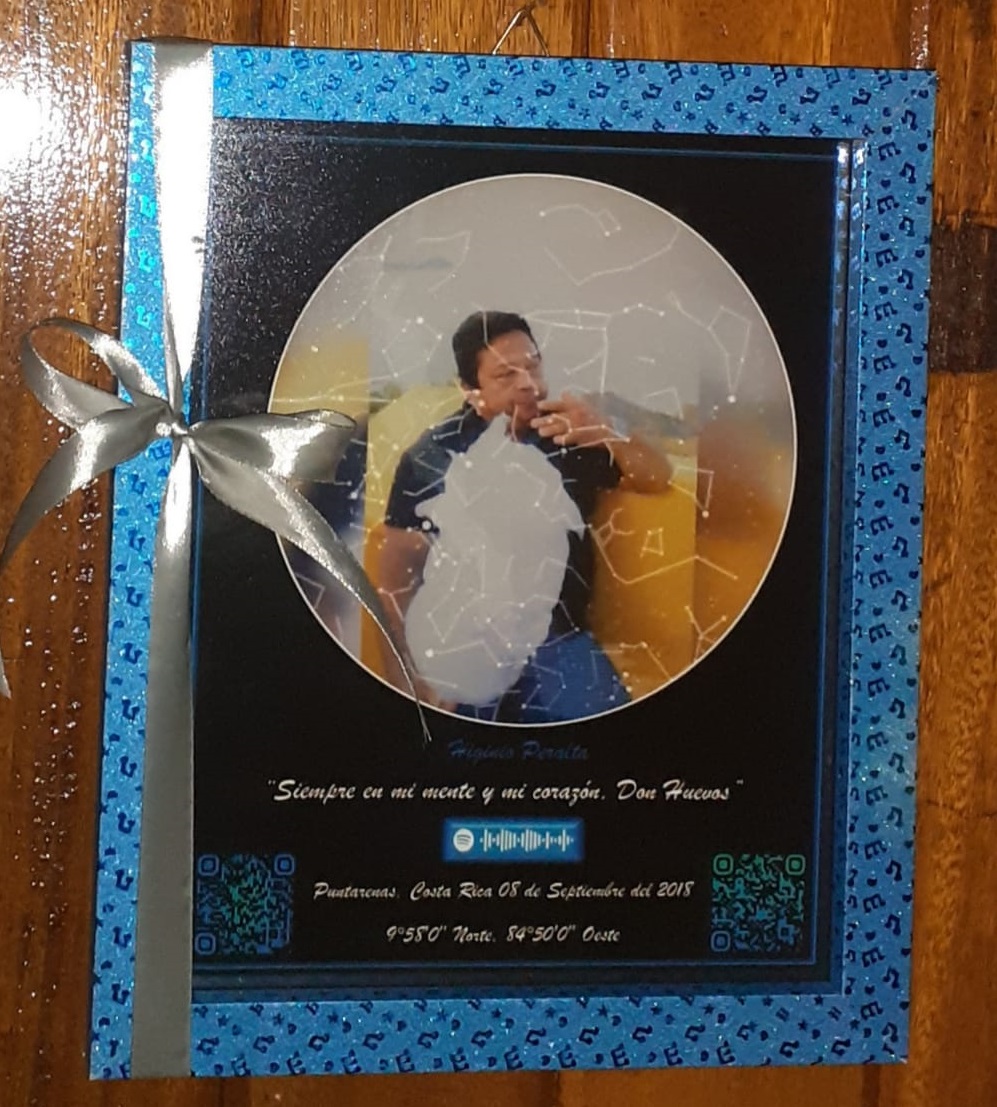 Higinio Peralta
"Siempre en mi mente y mi corazón, Don Huevos"
Puntarenas, Costa Rica 08 de Septiembre del 2018
9°58'0" Norte, 84°50'0" Oeste